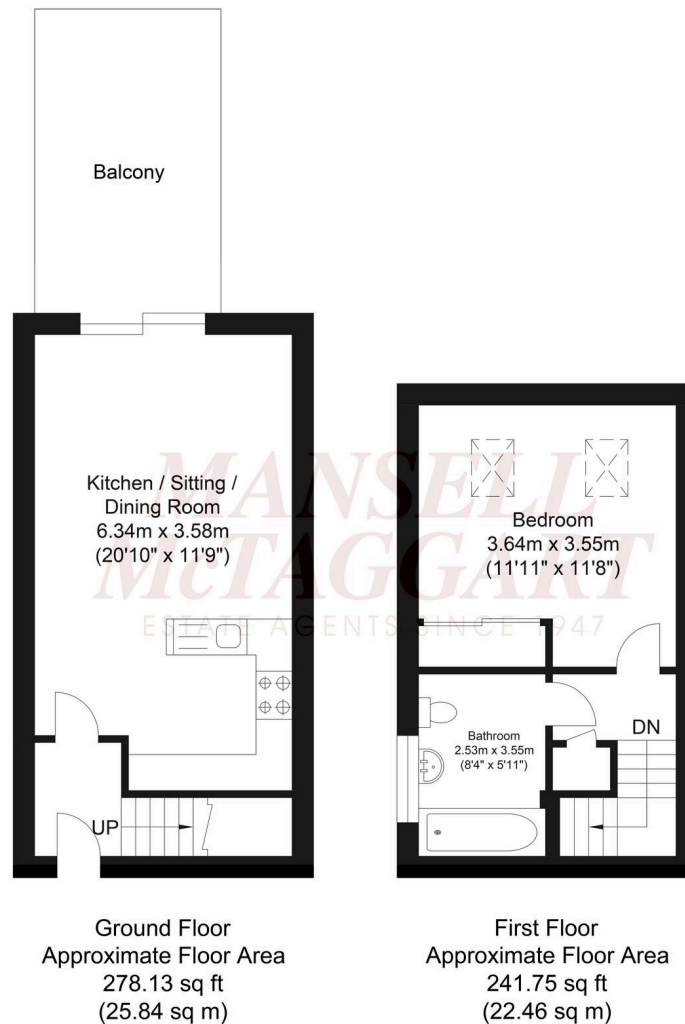 Balcony
Kitchen / Sitting /
Dining Room
6.34m x 3.58m
(20'10" x 11'9")
UP
Ground Floor
Approximate Floor Area
278.13 sq ft
(25.84 sq m)
MANSELL
McTAGGART
ESTATE AGENTS SINCE 1947
Bedroom
3.64m x 3.55m
(11'11" x 11'8")
Bathroom
2.53m x 3.55m
(8'4" x 5'11")
DN
First Floor
Approximate Floor Area
241.75 sq ft
(22.46 sq m)